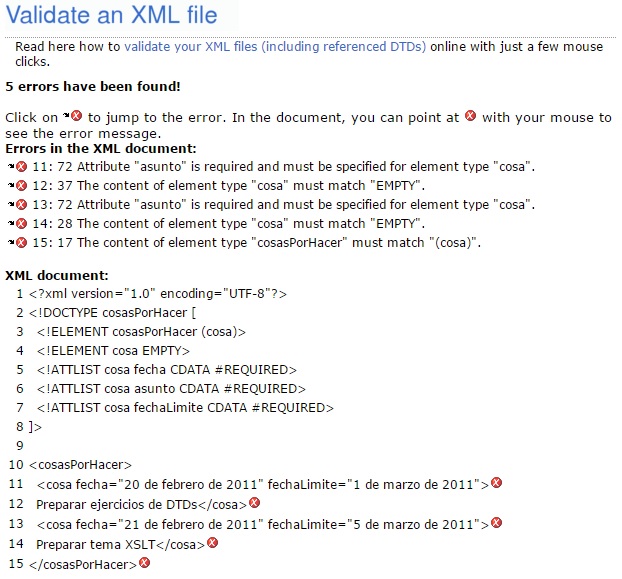 Validate an XML file
Read here how to validate your XML files (including referenced DTDs) online with just a few mouse
clicks.
5 errors have been found!
Click on to jump to the error. In the document, you can point at with your mouse to
see the error message.
Errors in the XML document:
11: 72 Attribute "asunto" is required and must be specified for element type "cosa".
12: 37 The content of element type "cosa" must match "EMPTY".
13: 72 Attribute "asunto" is required and must be specified for element type "cosa".
14: 28 The content of element type "cosa" must match "EMPTY".
15: 17 The content of element type "cosasPorHacer" must match "(cosa)".
XML document:
1 <?xml version="1.0" encoding="UTF-8"?>
2 <!DOCTYPE cosasPorHacer [
3 <!ELEMENT cosasPorHacer (cosa)>
4 <!ELEMENT cosa EMPTY>
5 <!ATTLIST cosa fecha CDATA #REQUIRED>
6 <!ATTLIST cosa asunto CDATA #REQUIRED>
7 <!ATTLIST cosa fechaLimite CDATA #REQUIRED>
8 ]>
9
10 <cosasPorHacer>
11 <cosa fecha="20 de febrero de 2011" fechaLimite="1 de marzo de 2011">
12 Preparar ejercicios de DTDs</cosa>
13 <cosa fecha="21 de febrero de 2011" fechaLimite="5 de marzo de 2011">
14 Preparar tema XSLT</cosa>
15 </cosasPorHacer>